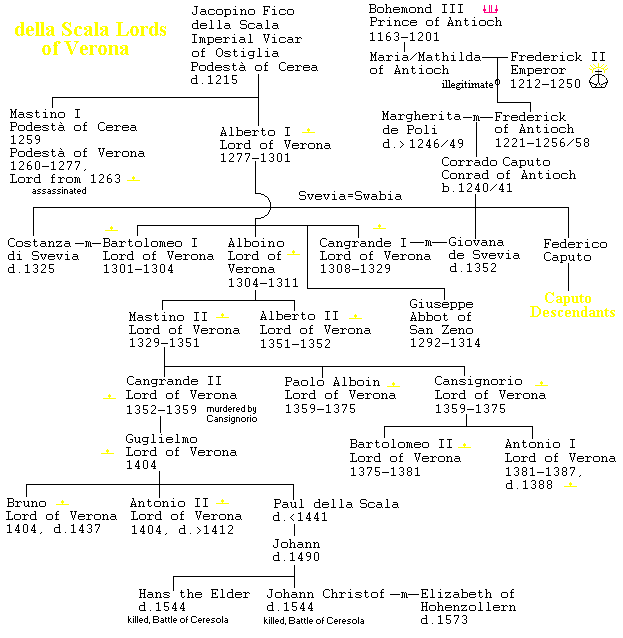 della Scala Lords
of Verona
Jacopino Fico
della Scala
Imperial Vicar
of Ostiglia
Podestà of Cerea
d.1215
Bohemond III
Prince of Antioch
1163–1201
Maria/Mathilda
of Antioch
Frederick II
Emperor
1212–1250
illegitimate
Mastino I
Podestà of Cerea
1259
Podestà of Verona
1260–1277,
Lord from 1263
assassinated
Alberto I
Lord of Verona
1277–1301
Margherita
de Poli
d.>1246/49
m
Frederick
of Antioch
1221–1256/58
Corrado Caputo
Conrad of Antioch
b.1240/41
Svevia=Swabia
Costanza
di Svevia
d.1325
m
Bartolomeo I
Lord of Verona
1301–1304
Alboino
Lord of
Verona
1304–1311
Cangrande I
Lord of Verona
1308–1329
m
Giovana
de Svevia
d.1352
Federico
Caputo
Caputo
Descendants
Mastino II
Lord of Verona
1329–1351
Alberto II
Lord of Verona
1351–1352
Giuseppe
Abbot of
San Zeno
1292–1314
Cangrande II
Lord of Verona
1352–1359
murdered by
Cansignorio
Paolo Alboin
Lord of Verona
1359–1375
Cansignorio
Lord of Verona
1359–1375
Guglielmo
Lord of Verona
1404
Bartolomeo II
Lord of Verona
1375–1381
Antonio I
Lord of Verona
1381–1387,
d.1388
Bruno
Lord of Verona
1404, d.1437
Antonio II
Lord of Verona
1404, d.>1412
Paul della Scala
d.<1441
Johann
d.1490
Hans the Elder
d.1544
killed, Battle of Ceresola
Johann Christof
d.1544
killed, Battle of Ceresola
m
Elizabeth of
Hohenzollern
d.1573